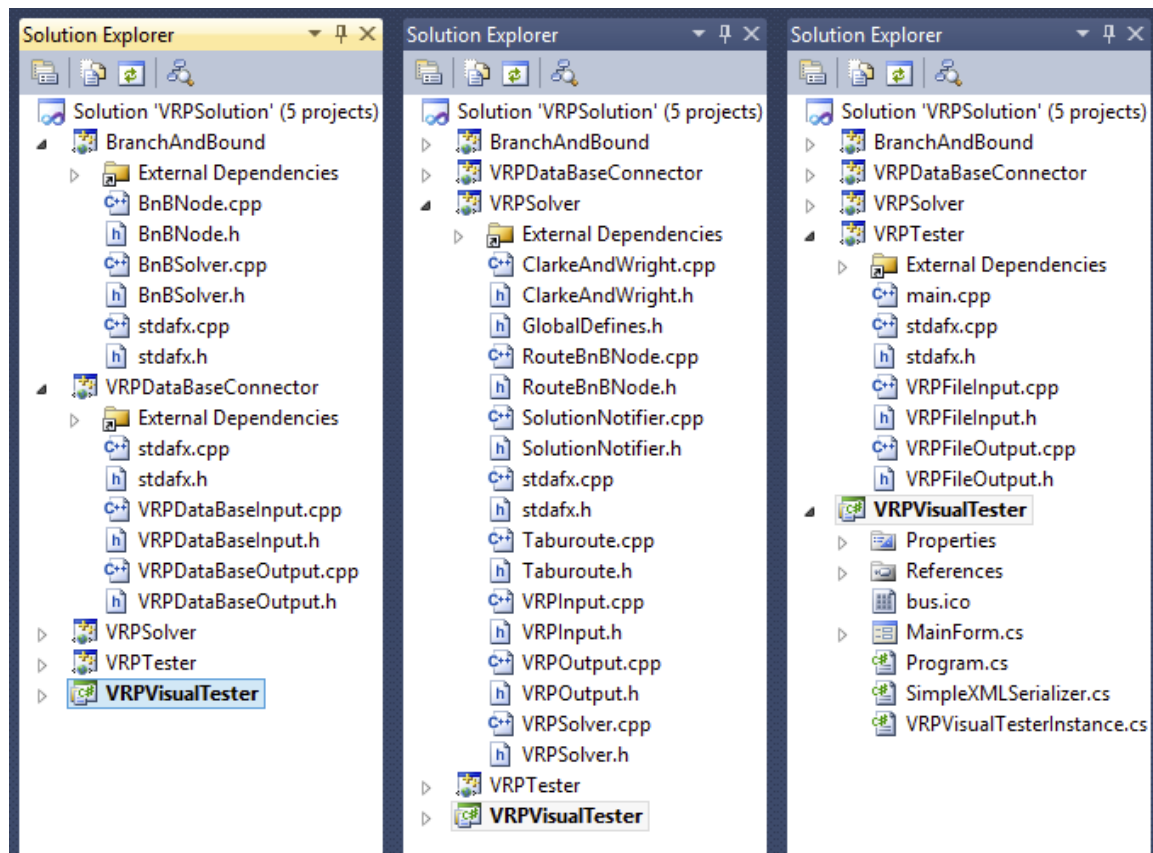 Solution Explorer
Solution 'VRPSolution' (5 projects)
BranchAndBound
External Dependencies
BnBNode.cpp
BnBNode.h
BnBSolver.cpp
BnBSolver.h
stdafx.cpp
stdafx.h
VRPDataBaseConnector
External Dependencies
stdafx.cpp
stdafx.h
VRPDataBaseInput.cpp
VRPDataBaseInput.h
VRPDataBaseOutput.cpp
VRPDataBaseOutput.h
VRPSolver
VRPTester
VRPVisualTester
Solution Explorer
Solution 'VRPSolution' (5 projects)
BranchAndBound
VRPDataBaseConnector
VRPSolver
External Dependencies
ClarkeAndWright.cpp
ClarkeAndWright.h
GlobalDefines.h
RouteBnBNode.cpp
RouteBnBNode.h
SolutionNotifier.cpp
SolutionNotifier.h
stdafx.cpp
stdafx.h
Taburoute.cpp
Taburoute.h
VRPInput.cpp
VRPInput.h
VRPOutput.cpp
VRPOutput.h
VRPSolver.cpp
VRPSolver.h
VRPTester
VRPVisualTester
Solution Explorer
Solution 'VRPSolution' (5 projects)
BranchAndBound
VRPDataBaseConnector
VRPSolver
VRPTester
External Dependencies
main.cpp
stdafx.cpp
stdafx.h
VRPFileInput.cpp
VRPFileInput.h
VRPFileOutput.cpp
VRPFileOutput.h
VRPVisualTester
Properties
References
bus.ico
MainForm.cs
Program.cs
SimpleXMLSerializer.cs
VRPVisualTesterInstance.cs